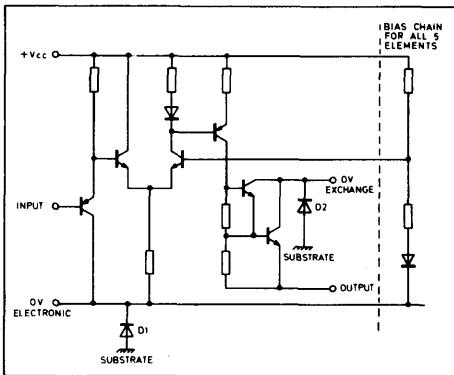 BIAS CHAIN
FOR ALL 5
ELEMENTS
+Vcc
0V
EXCHANGE
INPUT
D2
SUBSTRATE
OUTPUT
0V
ELECTRONIC
D1
SUBSTRATE